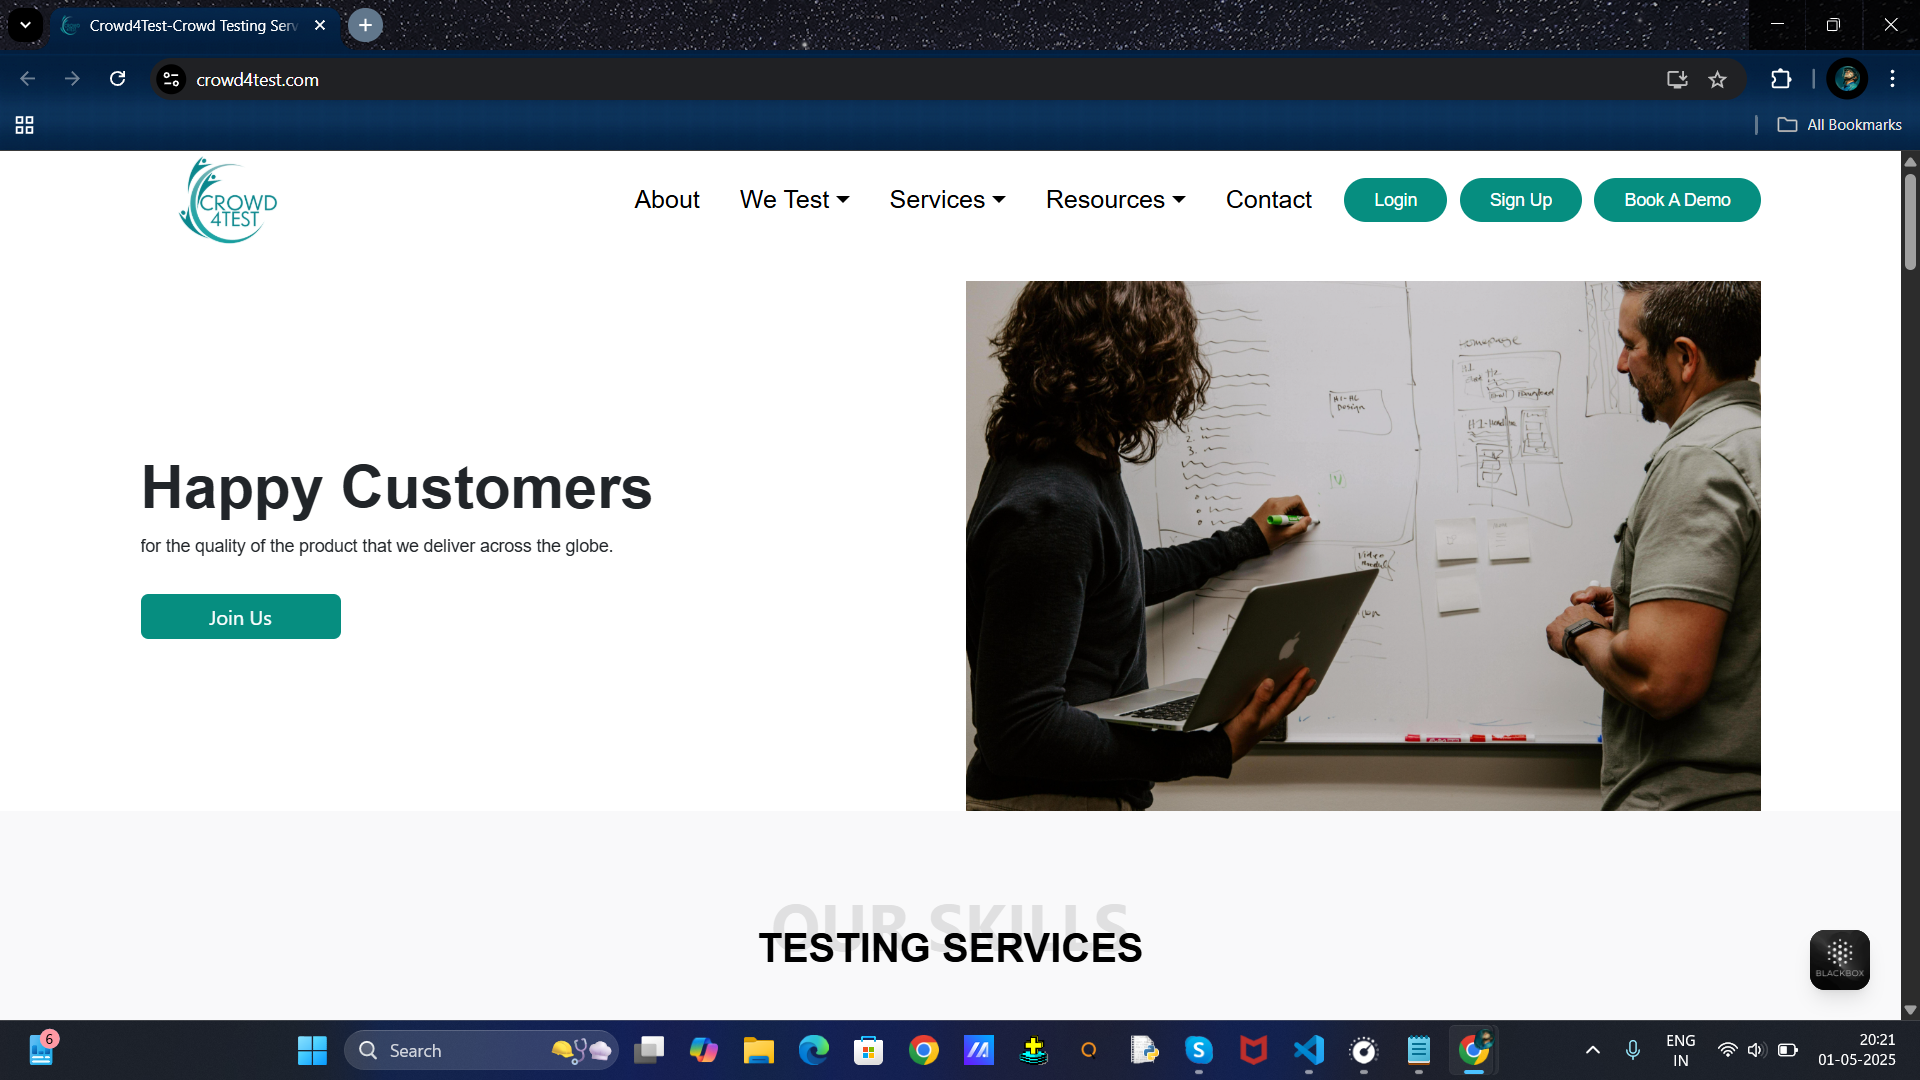 Crowd4Test-Crowd Testing Serv
crowd4test.com
All Bookmarks
CROWD
4TEST
About
We Test
Services
Resources
Contact
Login
Sign Up
Book A Demo
Homepage
Happy Customers
for the quality of the product that we deliver across the globe.
Join Us
OUR SKILLS
TESTING SERVICES
BLACKBOX
6
Search
ENG
IN
20:21
01-05-2025